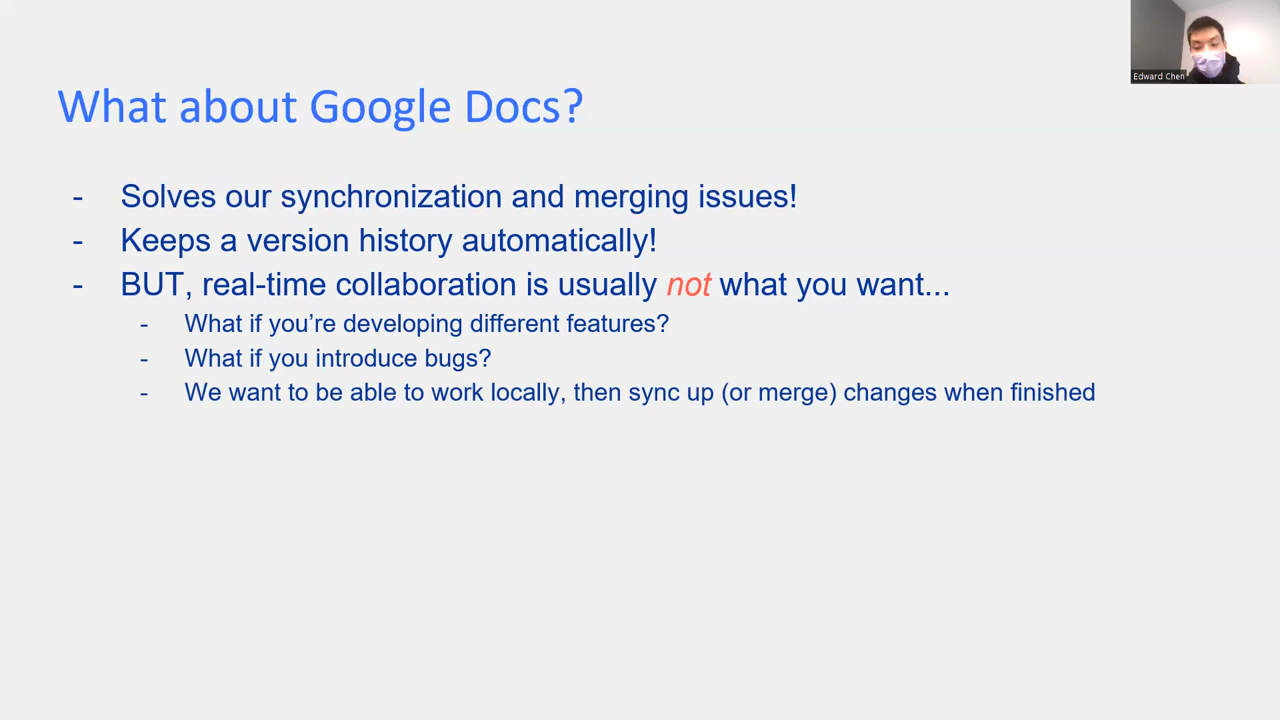 Edward Chen
What about Google Docs?
- Solves our synchronization and merging issues!
- Keeps a version history automatically!
- BUT, real-time collaboration is usually not what you want...
- What if you’re developing different features?
- What if you introduce bugs?
- We want to be able to work locally, then sync up (or merge) changes when finished